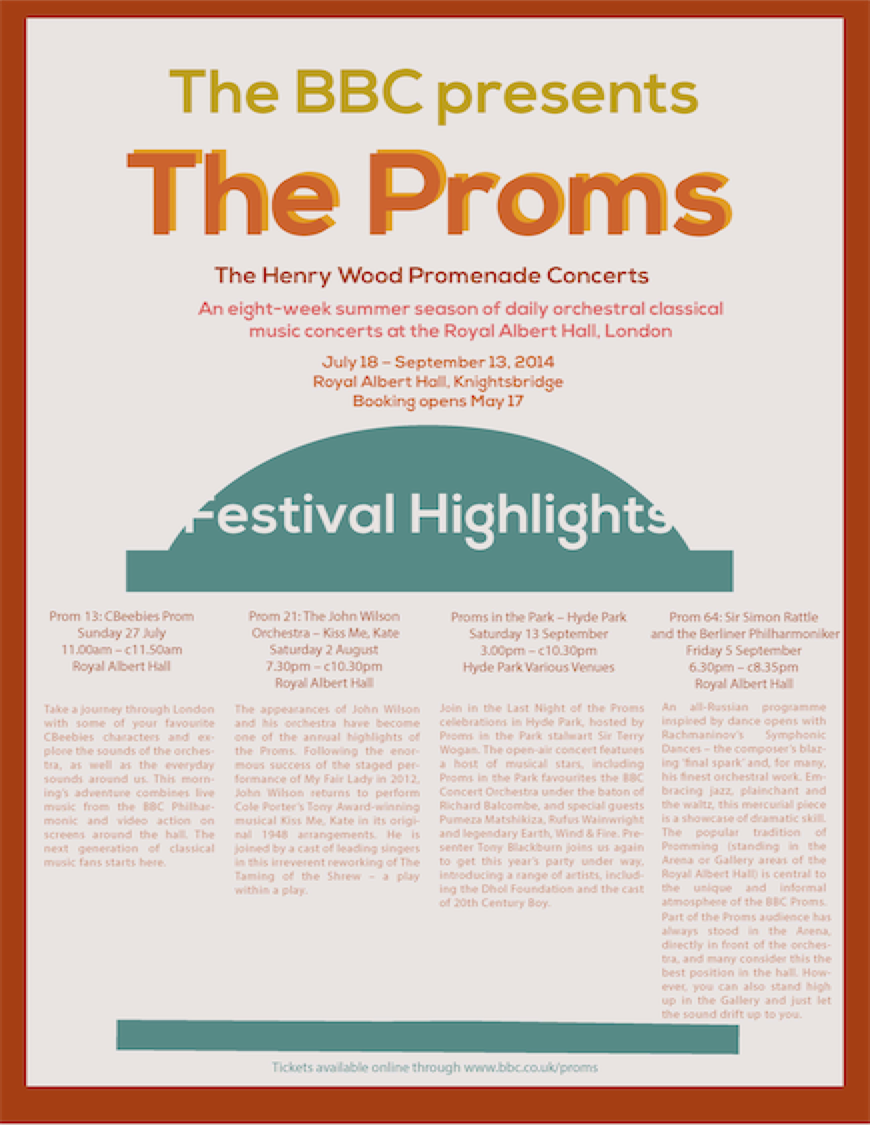 The BBC presents
The Proms
The Henry Wood Promenade Concerts
An eight-week summer season of daily orchestral classical
music concerts at the Royal Albert Hall, London
July 18 – September 13, 2014
Royal Albert Hall, Knightsbridge
Booking opens May 17
Festival Highlights
Prom 13: CBeebies Prom
Sunday 27 July
11.00am – c11.50am
Royal Albert Hall
Take a journey through London
with some of your favourite
CBeebies characters and ex-
plore the sounds of the orches-
tra, as well as the everyday
sounds around us. This morn-
ing's adventure combines live
music from the BBC Philhar-
monic and video action on
screens around the hall. The
next generation of classical
music fans starts here.
Prom 21: The John Wilson
Orchestra – Kiss Me, Kate
Saturday 2 August
7.30pm – c10.30pm
Royal Albert Hall
The appearances of John Wilson
and his orchestra have become
one of the annual highlights of
the Proms. Following the enor-
mous success of the staged per-
formance of My Fair Lady in 2012,
John Wilson returns to perform
Cole Porter's Tony Award-winning
musical Kiss Me, Kate in its origi-
nal 1948 arrangements. He is
joined by a cast of leading singers
in this irreverent reworking of The
Taming of the Shrew – a play
within a play.
Proms in the Park – Hyde Park
Saturday 13 September
3.00pm – c10.30pm
Hyde Park Various Venues
Join in the Last Night of the Proms
celebrations in Hyde Park, hosted by
Proms in the Park stalwart Sir Terry
Wogan. The open-air concert features
a host of musical stars, including
Proms in the Park favourites the BBC
Concert Orchestra under the baton of
Richard Balcombe, and special guests
Pumeza Matshikiza, Rufus Wainwright
and legendary Earth, Wind & Fire. Pre-
senter Tony Blackburn joins us again
to get this year's party under way,
introducing a range of artists, includ-
ing the Dhol Foundation and the cast
of 20th Century Boy.
Prom 64: Sir Simon Rattle
and the Berliner Philharmoniker
Friday 5 September
6.30pm – c8.35pm
Royal Albert Hall
An all-Russian programme
inspired by dance opens with
Rachmaninov's Symphonic
Dances – the composer's blaz-
ing 'final spark' and, for many,
his finest orchestral work. Em-
bracing jazz, plainchant and
the waltz, this mercurial piece
is a showcase of dramatic skill.
The popular tradition of
Promming (standing in the
Arena or Gallery areas of the
Royal Albert Hall) is central to
the unique and informal
atmosphere of the BBC Proms.
Part of the Proms audience has
always stood in the Arena,
directly in front of the orches-
tra, and many consider this the
best position in the hall. How-
ever, you can also stand high
up in the Gallery and just let
the sound drift up to you.
Tickets available online through www.bbc.co.uk/proms